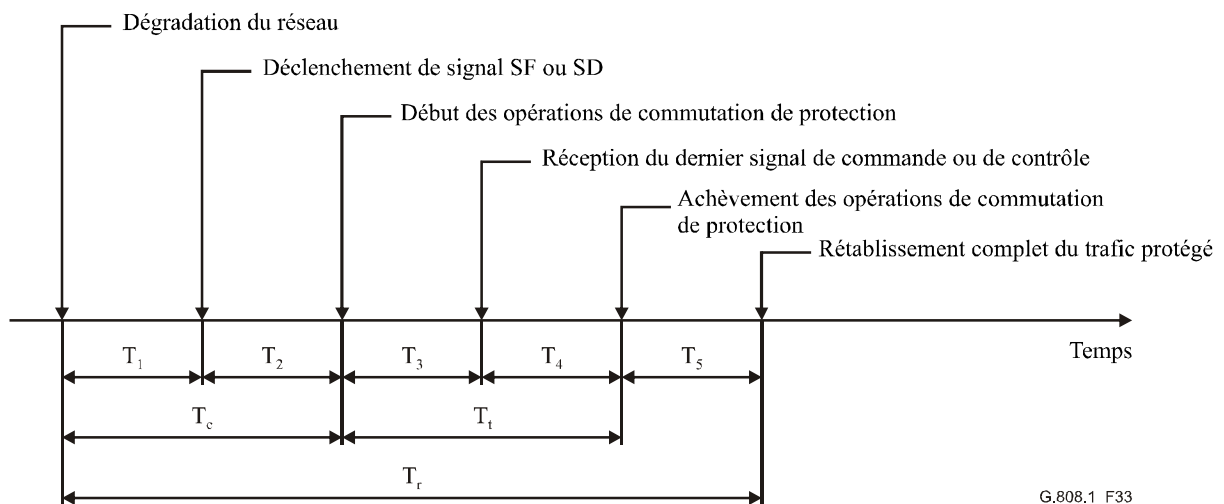 Dégradation du réseau
Déclenchement de signal SF ou SD
Début des opérations de commutation de protection
Réception du dernier signal de commande ou de contrôle
Achèvement des opérations de commutation
de protection
Rétablissement complet du trafic protégé
Temps
T1 T2 T3 T4 T5
Tc Tt
Tr
G.808.1_F33